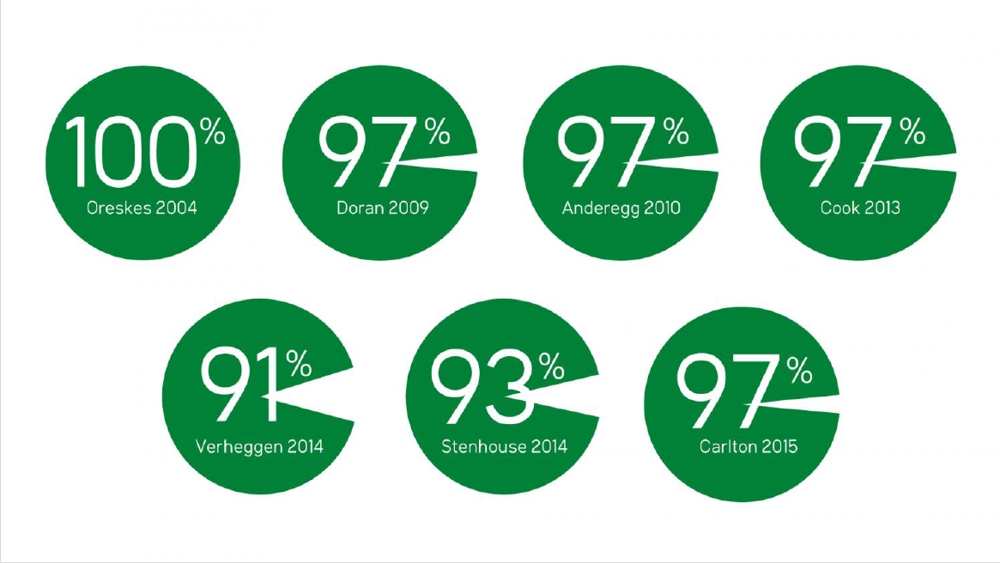 100%
Oreskes 2004
97%
Doran 2009
97%
Anderegg 2010
97%
Cook 2013
91%
Verheggen 2014
93%
Stenhouse 2014
97%
Carlton 2015